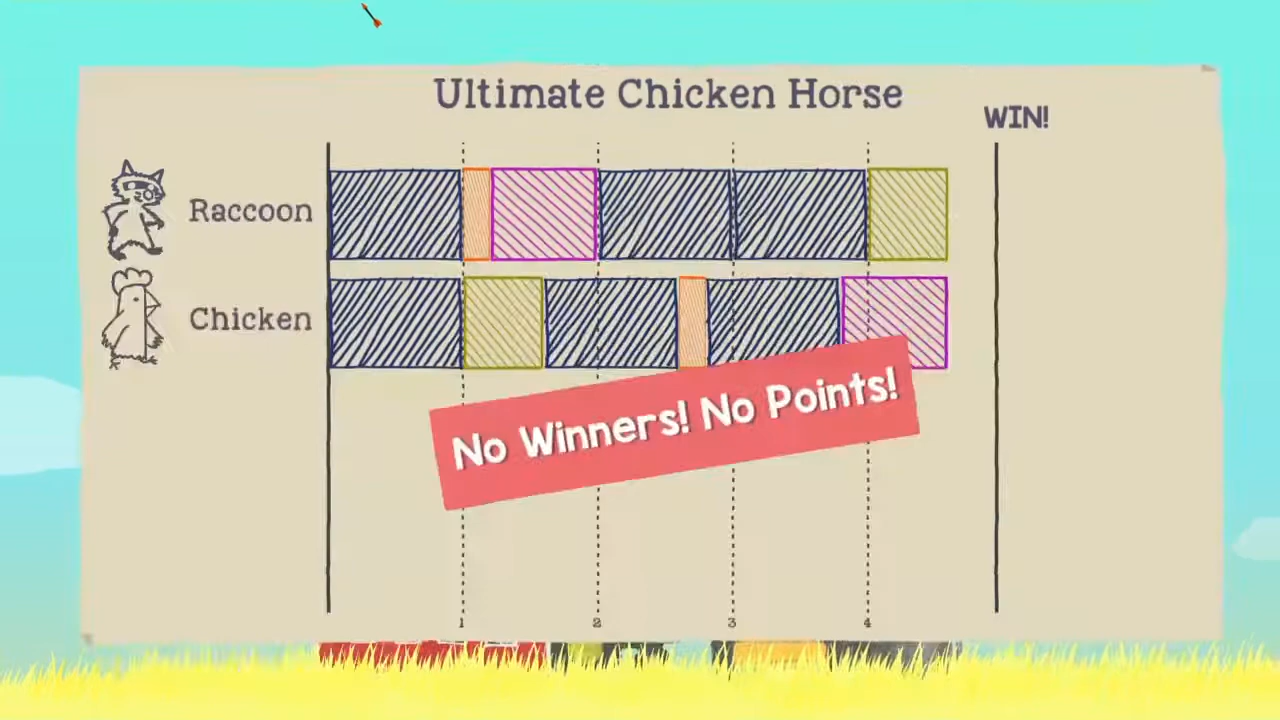 Ultimate Chicken Horse
WIN!
Raccoon
Chicken
No Winners! No Points!
1 2 3 4